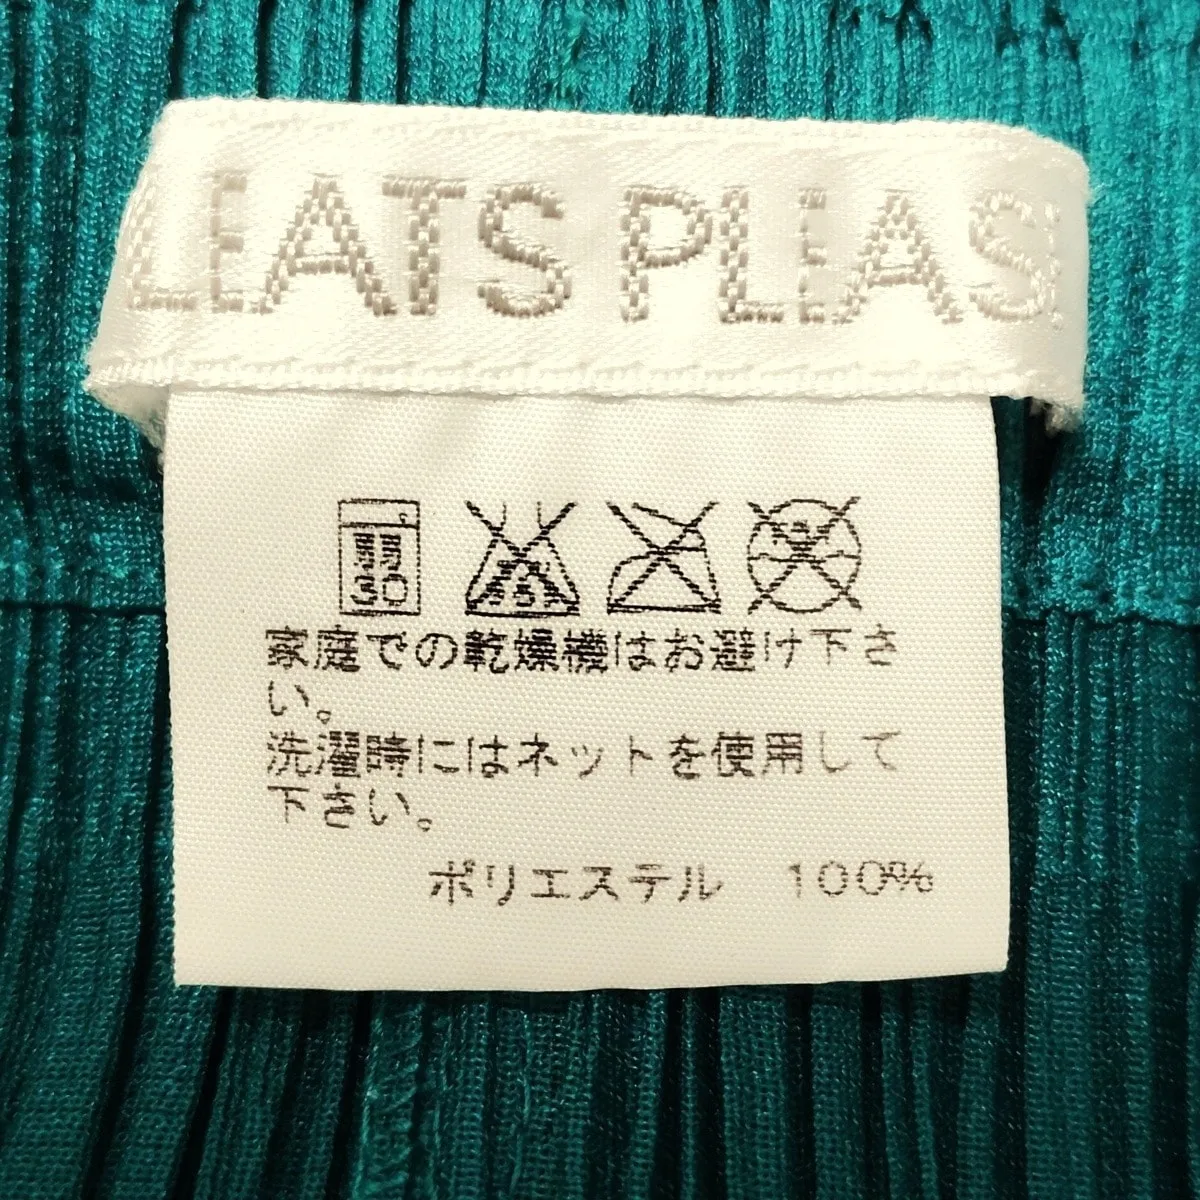 LEATS PLEAS
30
家庭での乾燥機はお避け下さ
い。
洗濯時にはネットを使用して
下さい。
ポリエステル 100%